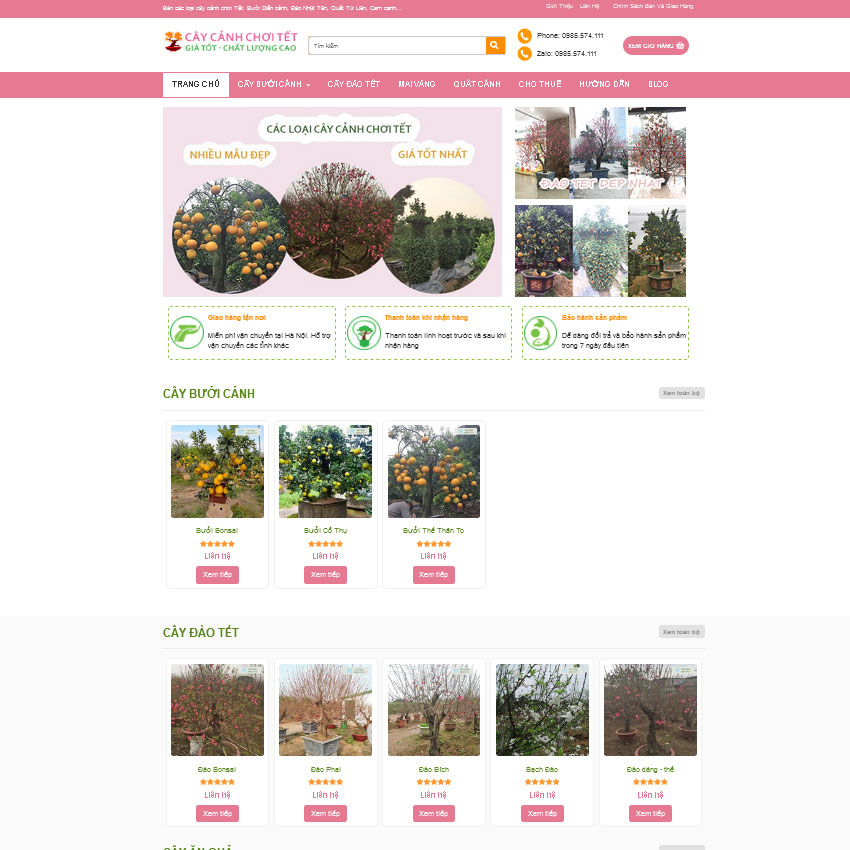 Bán các loại cây cảnh chơi Tết: Bưởi Diễn cảnh, Đào Nhật Tân, Quất Tứ Liên, Cam canh...
Giới Thiệu Liên Hệ Chính Sách Bán Và Giao Hàng
CÂY CẢNH CHƠI TẾT
GIÁ TỐT - CHẤT LƯỢNG CAO
Tìm kiếm
Phone: 0985.574.111
Zalo: 0985.574.111
XEM GIỎ HÀNG
TRANG CHỦ CÂY BƯỞI CẢNH CÂY ĐÀO TẾT MAI VÀNG QUẤT CẢNH CHO THUÊ HƯỚNG DẪN BLOG
CÁC LOẠI CÂY CẢNH CHƠI TẾT
NHIỀU MẪU ĐẸP GIÁ TỐT NHẤT
ĐÀO TẾT ĐẸP NHẤT
Giao hàng tận nơi
Miễn phí vận chuyển tại Hà Nội. Hỗ trợ
vận chuyển các tỉnh khác
Thanh toán khi nhận hàng
Thanh toán linh hoạt trước và sau khi
nhận hàng
Bảo hành sản phẩm
Dễ dàng đổi trả và bảo hành sản phẩm
trong 7 ngày đầu tiên
CÂY BƯỞI CẢNH
Xem toàn bộ
Bưởi Bonsai Bưởi Cổ Thụ Bưởi Thế Thân To
Liên hệ Liên hệ Liên hệ
Xem tiếp Xem tiếp Xem tiếp
CÂY ĐÀO TẾT
Xem toàn bộ
Đào Bonsai Đào Phai Đào Bích Bạch Đào Đào dáng - thế
Liên hệ Liên hệ Liên hệ Liên hệ Liên hệ
Xem tiếp Xem tiếp Xem tiếp Xem tiếp Xem tiếp